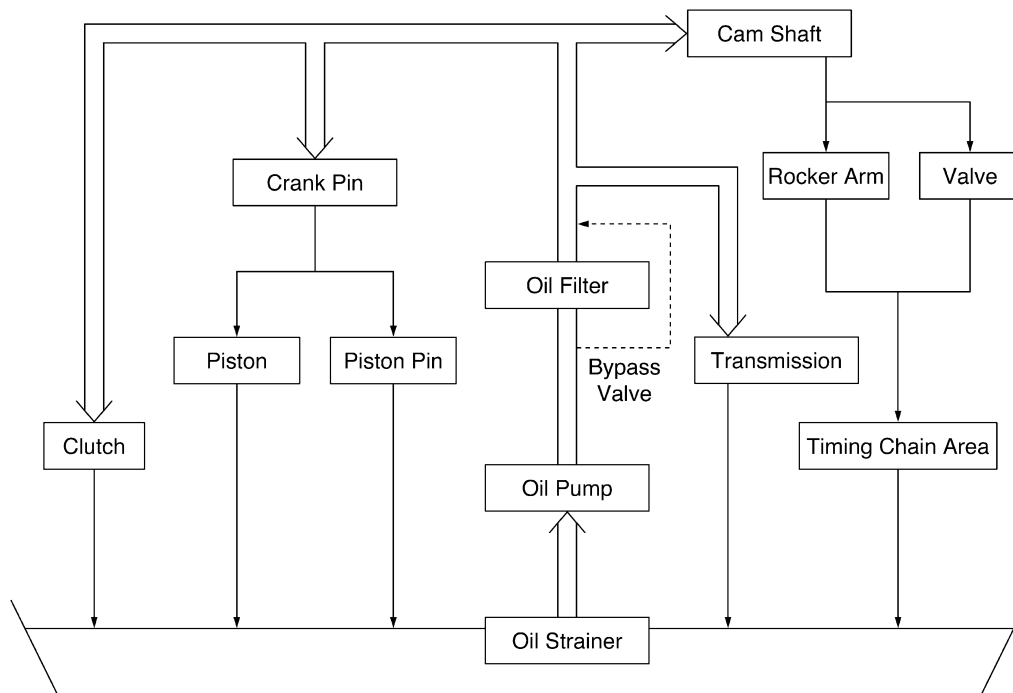 Cam Shaft
Crank Pin
Rocker Arm
Valve
Oil Filter
Piston
Piston Pin
Bypass
Valve
Transmission
Clutch
Timing Chain Area
Oil Pump
Oil Strainer